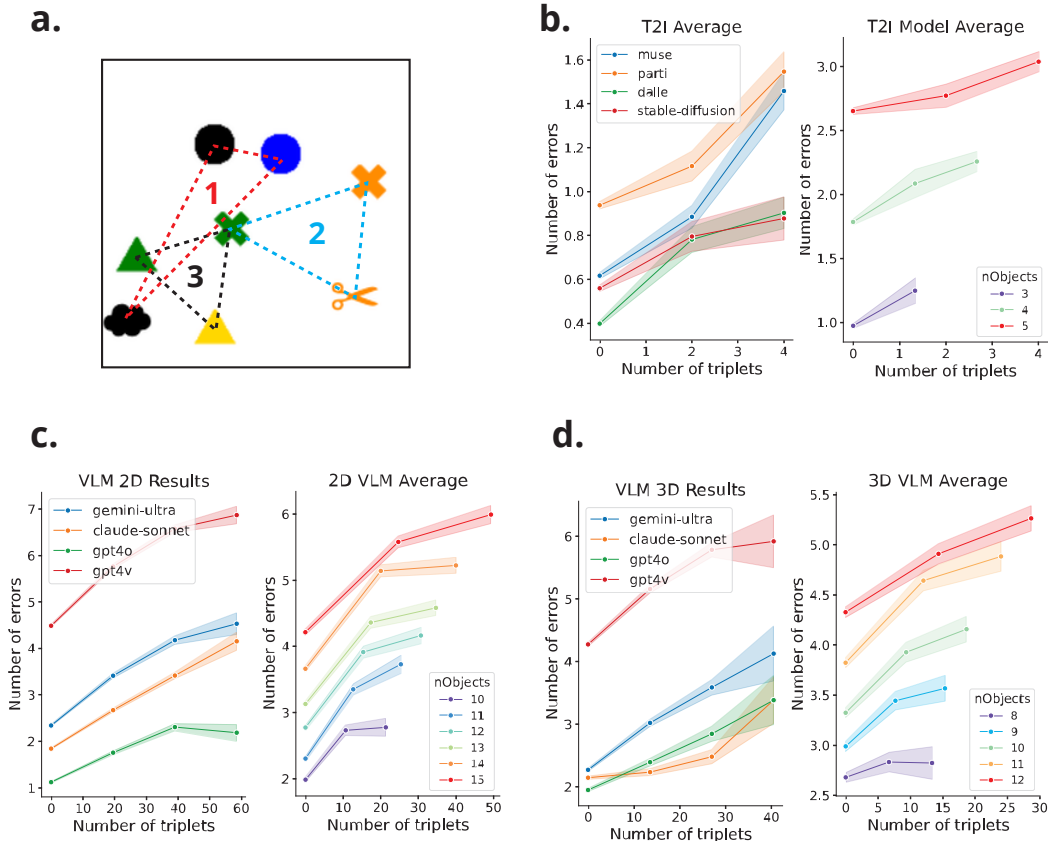 a.
1
2
3
b.
T2I Average
Number of errors
1.6
1.4
1.2
1.0
0.8
0.6
0.4
muse
parti
dalle
stable-diffusion
0 1 2 3 4
Number of triplets
T2I Model Average
Number of errors
3.0
2.5
2.0
1.5
1.0
nObjects
3
4
5
0 1 2 3 4
Number of triplets
c.
VLM 2D Results
Number of errors
7
6
5
4
3
2
1
gemini-ultra
claude-sonnet
gpt4o
gpt4v
0 10 20 30 40 50 60
Number of triplets
2D VLM Average
Number of errors
6
5
4
3
2
nObjects
10
11
12
13
14
15
0 10 20 30 40 50
Number of triplets
d.
VLM 3D Results
Number of errors
6
5
4
3
2
gemini-ultra
claude-sonnet
gpt4o
gpt4v
0 10 20 30 40
Number of triplets
3D VLM Average
Number of errors
5.5
5.0
4.5
4.0
3.5
3.0
2.5
nObjects
8
9
10
11
12
0 5 10 15 20 25 30
Number of triplets